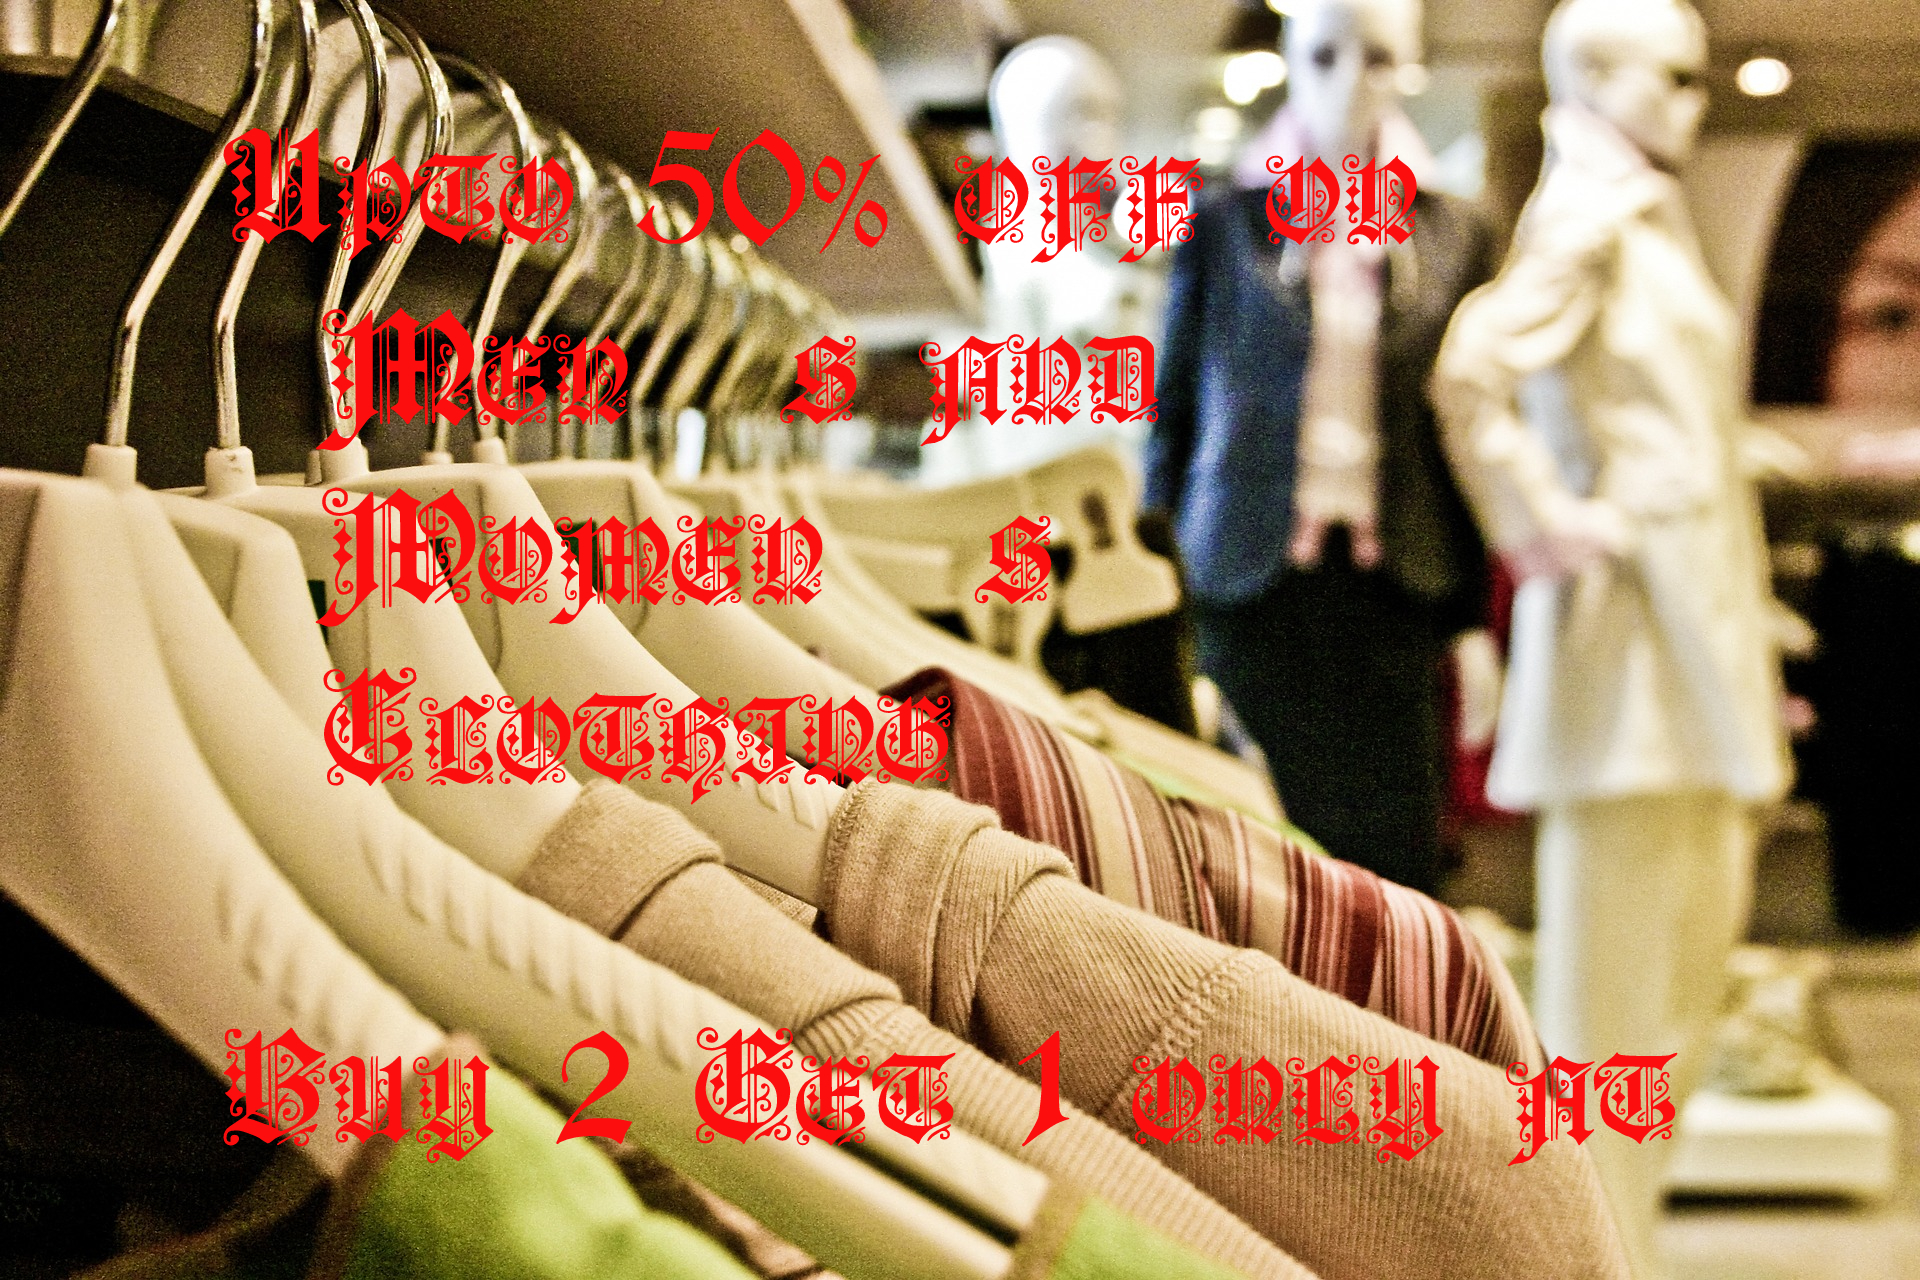 Upto 50% off on
Men s and
Women s
Clothing
Buy 2 Get 1 only at